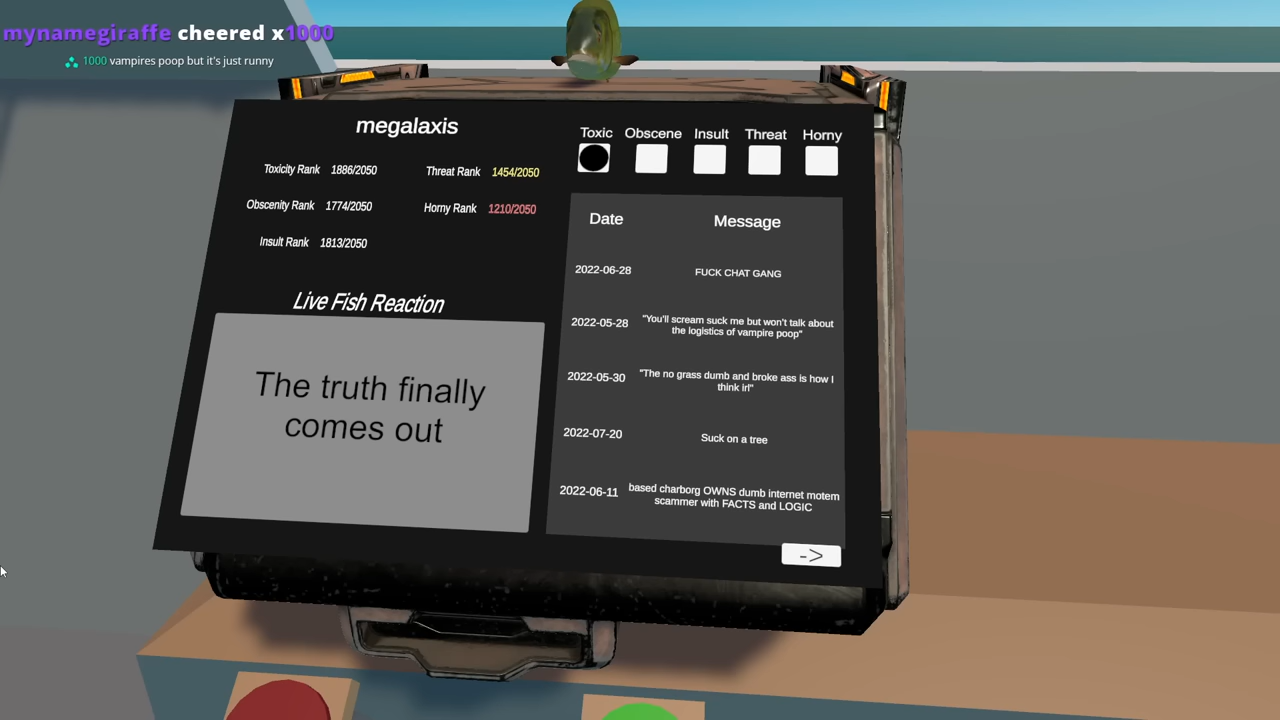 mynamegiraffe cheered x1000
1000 vampires poop but it's just runny
megalaxis
Toxicity Rank 1886/2050
Threat Rank 1454/2050
Obscenity Rank 1774/2050
Horny Rank 1210/2050
Insult Rank 1813/2050
Live Fish Reaction
The truth finally
comes out
Toxic Obscene Insult Threat Horny
Date Message
2022-06-28 FUCK CHAT GANG
2022-05-28 "You'll scream suck me but won't talk about
the logistics of vampire poop"
2022-05-30 "The no grass dumb and broke ass is how I
think irl"
2022-07-20 Suck on a tree
2022-06-11 based charborg OWNS dumb internet motem
scammer with FACTS and LOGIC
->